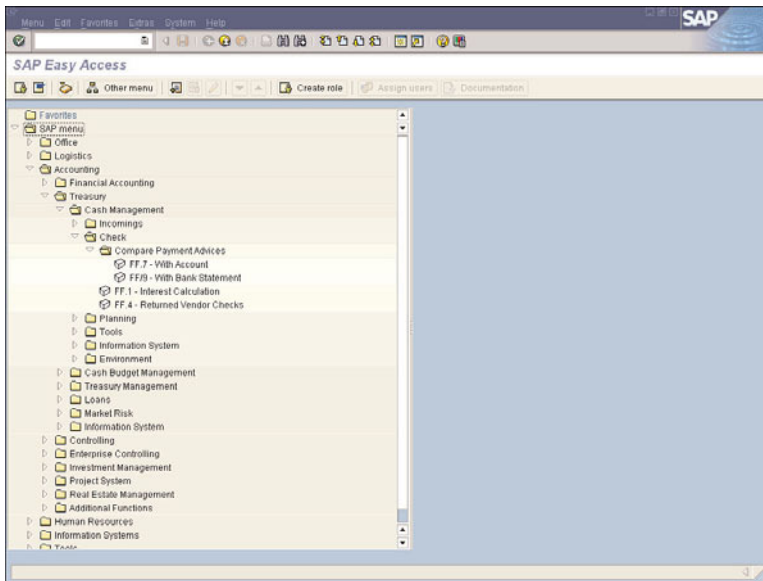 Menu Edit Favorites Extras System Help
SAP
SAP Easy Access
Other menu Create role Assign users Documentation
Favorites
SAP menu
Office
Logistics
Accounting
Financial Accounting
Treasury
Cash Management
Incomings
Check
Compare Payment Advices
FF.7 - With Account
FF/9 - With Bank Statement
FF.1 - Interest Calculation
FF.4 - Returned Vendor Checks
Planning
Tools
Information System
Environment
Cash Budget Management
Treasury Management
Loans
Market Risk
Information System
Controlling
Enterprise Controlling
Investment Management
Project System
Real Estate Management
Additional Functions
Human Resources
Information Systems
Tools